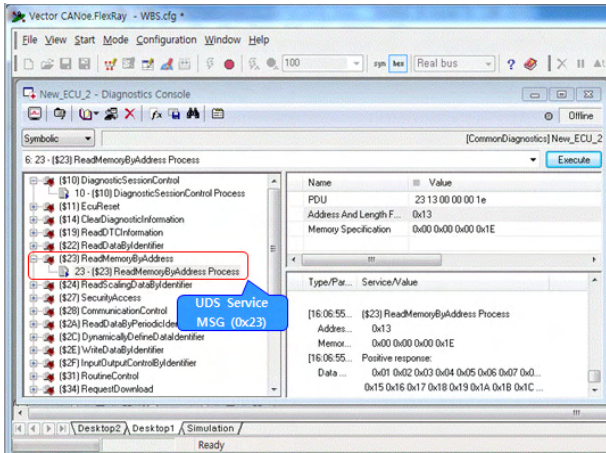 Vector CANoe.FlexRay - WBS.cfg *
File View Start Mode Configuration Window Help
100 sym hex Real bus
New_ECU_2 - Diagnostics Console
Offline
Symbolic [CommonDiagnostics] New_ECU_2
6: 23 - ($23) ReadMemoryByAddress Process Execute
($10) DiagnosticSessionControl
10 - ($10) DiagnosticSessionControl Process
($11) EcuReset
($14) ClearDiagnosticInformation
($19) ReadDTCInformation
($22) ReadDataByIdentifier
($23) ReadMemoryByAddress
23 - ($23) ReadMemoryByAddress Process
($24) ReadScalingDataByIdentifier
($27) SecurityAccess
($28) CommunicationControl
($2A) ReadDataByPeriodicIden
($2C) DynamicallyDefineDataIdentifier
($2E) WriteDataByIdentifier
($2F) InputOutputControlByIdentifier
($31) RoutineControl
($34) RequestDownload
UDS Service
MSG (0x23)
Name Value
PDU 23 13 00 00 00 1e
Address And Length F... 0x13
Memory Specification 0x00 0x00 0x00 0x1E
Type/Par... Service/Value
[16:06:55... ($23) ReadMemoryByAddress Process
Addres... 0x13
Memor... 0x00 0x00 0x00 0x1E
[16:06:55... Positive response:
Data ... 0x01 0x02 0x03 0x04 0x05 0x06 0x07 0x0...
0x15 0x16 0x17 0x18 0x19 0x1A 0x1B 0x1C ...
Desktop2 Desktop1 Simulation
Ready